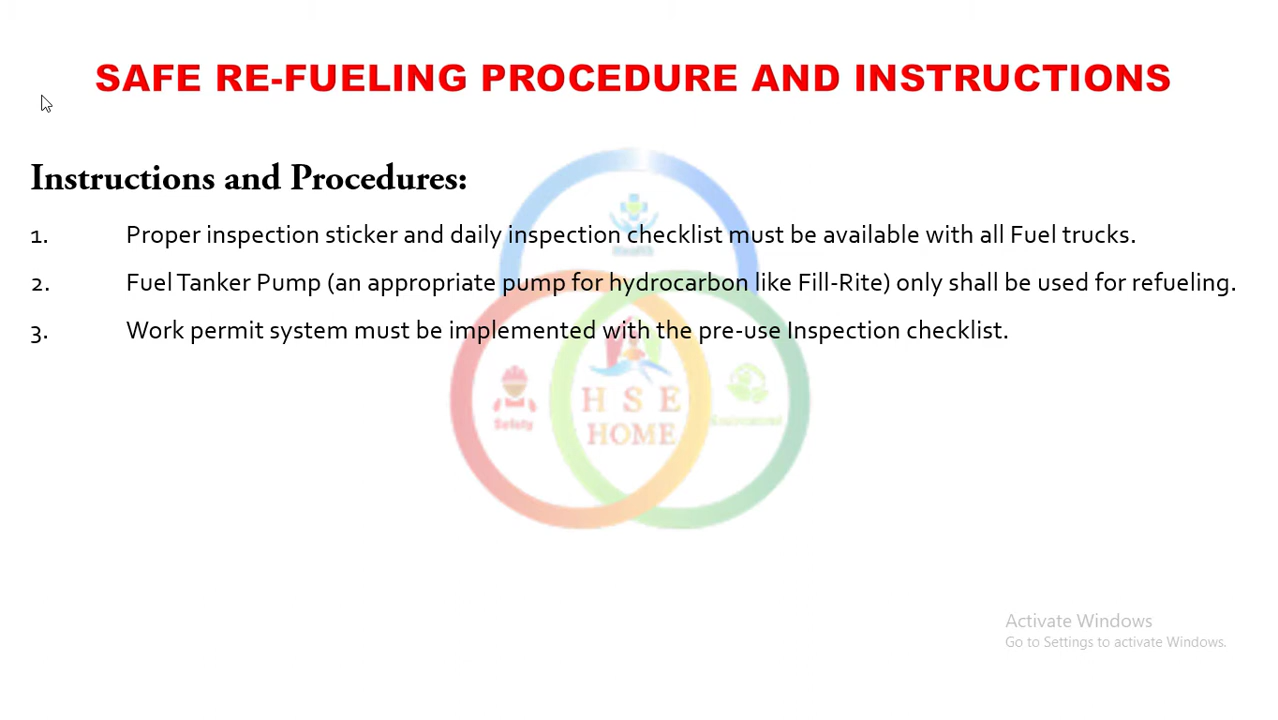 SAFE RE-FUELING PROCEDURE AND INSTRUCTIONS
Instructions and Procedures:
1. Proper inspection sticker and daily inspection checklist must be available with all Fuel trucks.
2. Fuel Tanker Pump (an appropriate pump for hydrocarbon like Fill-Rite) only shall be used for refueling.
3. Work permit system must be implemented with the pre-use Inspection checklist.
Health
Safety
H S E
HOME
Environment
Activate Windows
Go to Settings to activate Windows.